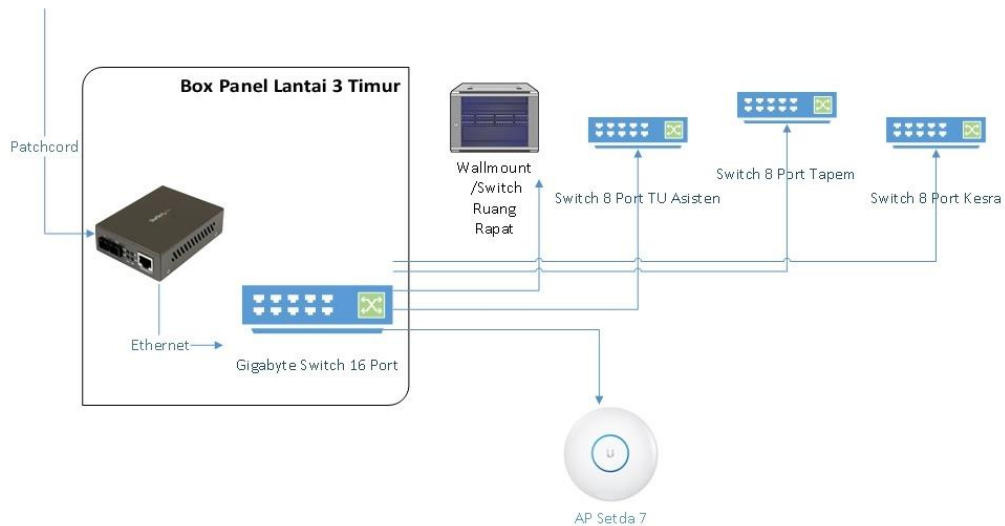 Box Panel Lantai 3 Timur
Patchcord
Wallmount
/Switch
Ruang
Rapat
Switch 8 Port TU Asisten
Switch 8 Port Tapem
Switch 8 Port Kesra
Ethernet
Gigabyte Switch 16 Port
AP Setda 7